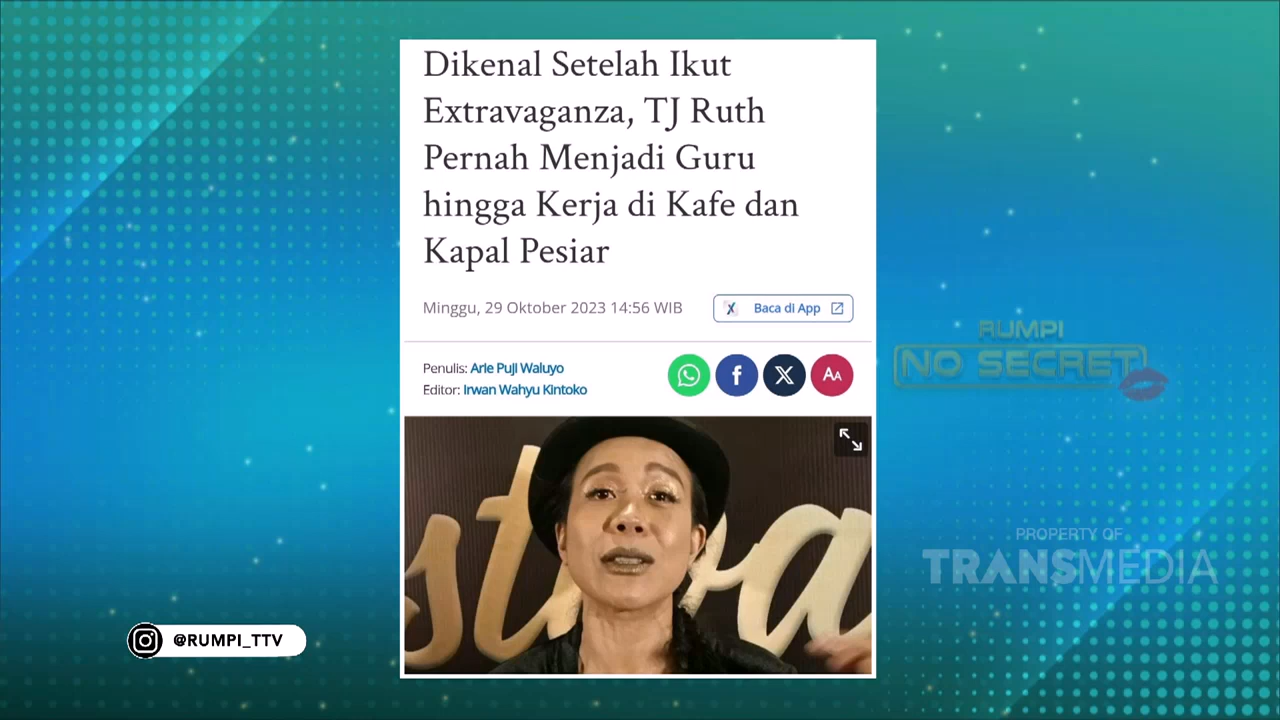 Dikenal Setelah Ikut
Extravaganza, TJ Ruth
Pernah Menjadi Guru
hingga Kerja di Kafe dan
Kapal Pesiar
Minggu, 29 Oktober 2023 14:56 WIB
Baca di App
Penulis: Arie Puji Waluyo
Editor: Irwan Wahyu Kintoko
AA
RUMPI
NO SECRET
PROPERTY OF
TRANSMEDIA
@RUMPI_TTV